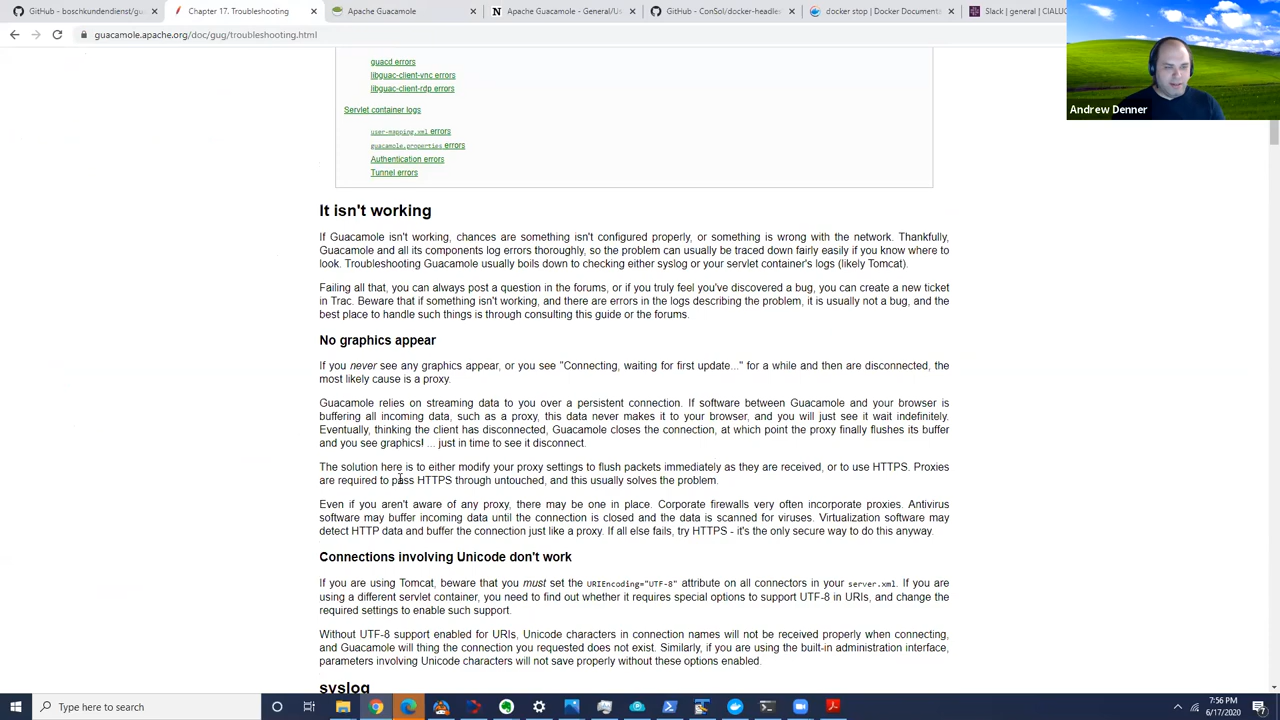 GitHub - boschkundendienst/gu
Chapter 17. Troubleshooting
Apache Guacamole
Apache Guacamole - General/Us
GitHub - ConSol/docker-headle
docker stop | Docker Documenta
Slack | general | CIALUG
guacamole.apache.org/doc/gug/troubleshooting.html
Andrew Denner
guacd errors
libguac-client-vnc errors
libguac-client-rdp errors
Servlet container logs
user-mapping.xml errors
guacamole.properties errors
Authentication errors
Tunnel errors
It isn't working
If Guacamole isn't working, chances are something isn't configured properly, or something is wrong with the network. Thankfully,
Guacamole and all its components log errors thoroughly, so the problem can usually be traced down fairly easily if you know where to
look. Troubleshooting Guacamole usually boils down to checking either syslog or your servlet container's logs (likely Tomcat).
Failing all that, you can always post a question in the forums, or if you truly feel you've discovered a bug, you can create a new ticket
in Trac. Beware that if something isn't working, and there are errors in the logs describing the problem, it is usually not a bug, and the
best place to handle such things is through consulting this guide or the forums.
No graphics appear
If you never see any graphics appear, or you see "Connecting, waiting for first update..." for a while and then are disconnected, the
most likely cause is a proxy.
Guacamole relies on streaming data to you over a persistent connection. If software between Guacamole and your browser is
buffering all incoming data, such as a proxy, this data never makes it to your browser, and you will just see it wait indefinitely.
Eventually, thinking the client has disconnected, Guacamole closes the connection, at which point the proxy finally flushes its buffer
and you see graphics! ... just in time to see it disconnect.
The solution here is to either modify your proxy settings to flush packets immediately as they are received, or to use HTTPS. Proxies
are required to pass HTTPS through untouched, and this usually solves the problem.
Even if you aren't aware of any proxy, there may be one in place. Corporate firewalls very often incorporate proxies. Antivirus
software may buffer incoming data until the connection is closed and the data is scanned for viruses. Virtualization software may
detect HTTP data and buffer the connection just like a proxy. If all else fails, try HTTPS - it's the only secure way to do this anyway.
Connections involving Unicode don't work
If you are using Tomcat, beware that you must set the URIEncoding="UTF-8" attribute on all connectors in your server.xml. If you are
using a different servlet container, you need to find out whether it requires special options to support UTF-8 in URIs, and change the
required settings to enable such support.
Without UTF-8 support enabled for URIs, Unicode characters in connection names will not be received properly when connecting,
and Guacamole will thing the connection you requested does not exist. Similarly, if you are using the built-in administration interface,
parameters involving Unicode characters will not save properly without these options enabled.
syslog
Type here to search
7:56 PM
6/17/2020